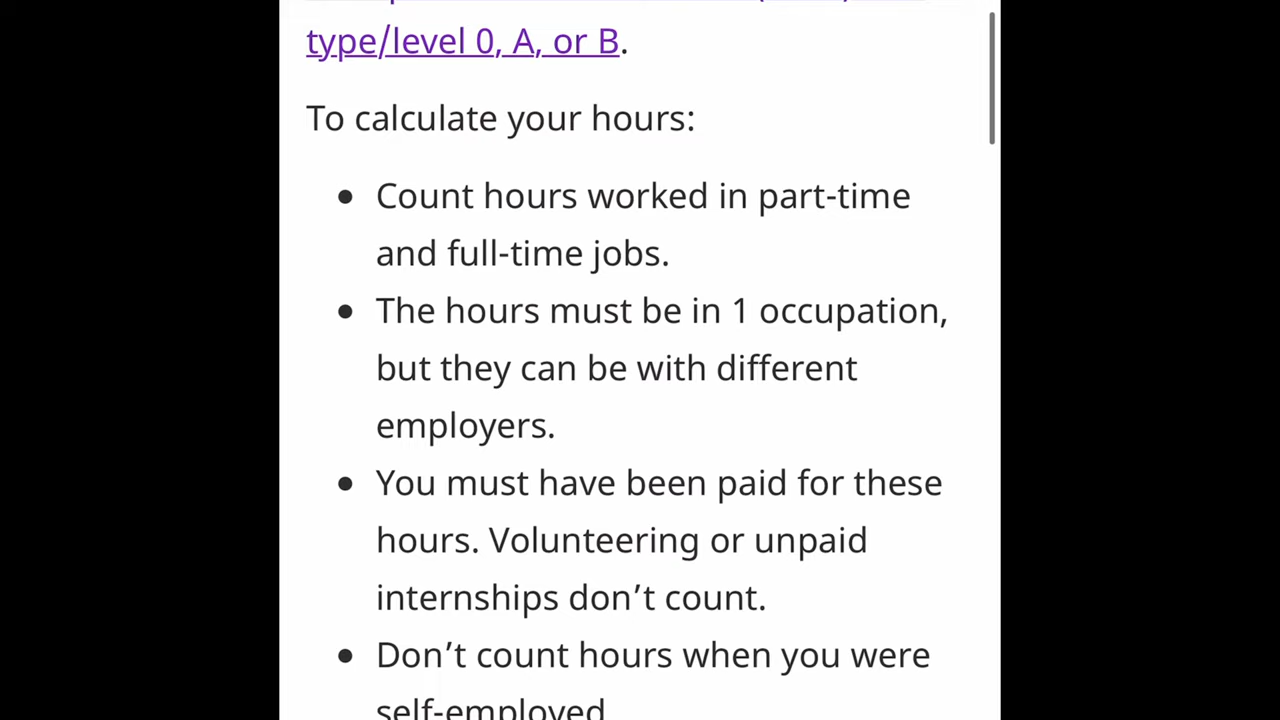 type/level 0, A, or B.
To calculate your hours:
• Count hours worked in part-time
and full-time jobs.
• The hours must be in 1 occupation,
but they can be with different
employers.
• You must have been paid for these
hours. Volunteering or unpaid
internships don’t count.
• Don’t count hours when you were
self-employed